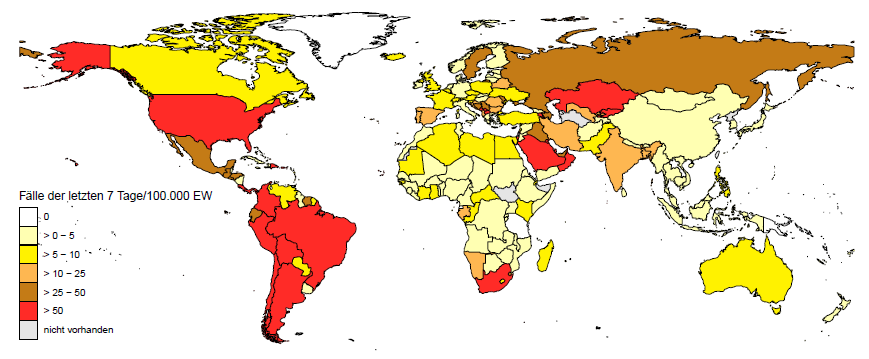 Fälle der letzten 7 Tage/100.000 EW
0
> 0 – 5
> 5 – 10
> 10 – 25
> 25 – 50
> 50
nicht vorhanden